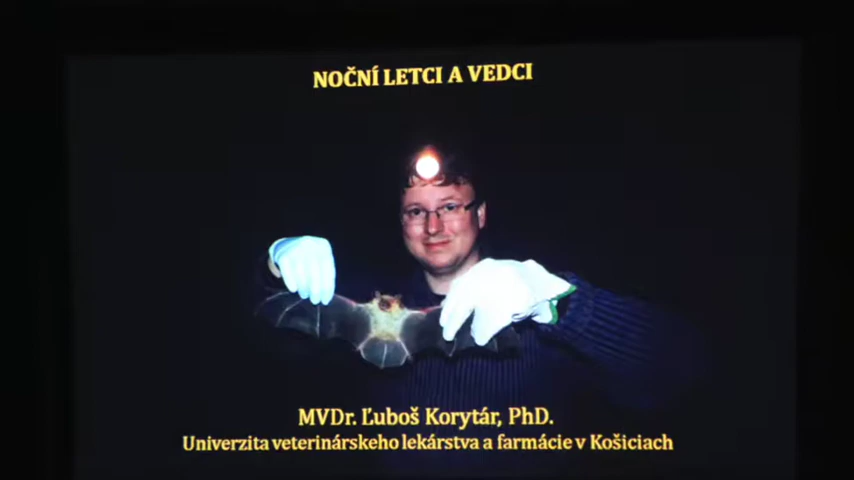 NOČNÍ LETCI A VEDCI
MVDr. Ľuboš Korytár, PhD.
Univerzita veterinárskeho lekárstva a farmácie v Košiciach